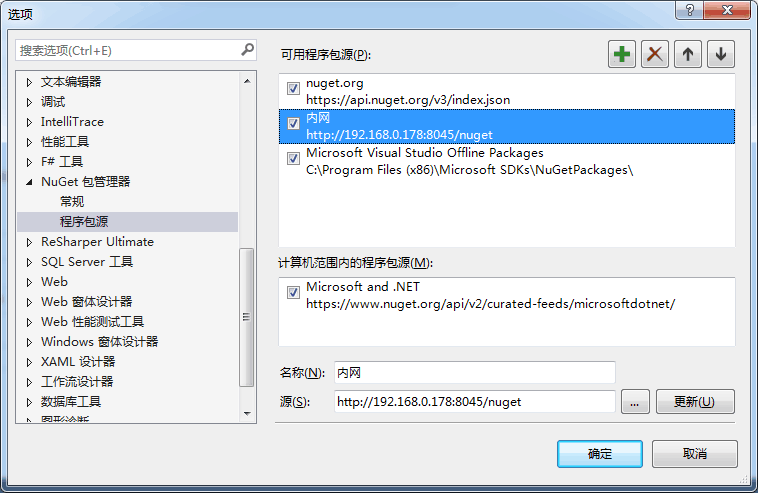 选项
搜索选项(Ctrl+E)
文本编辑器
调试
IntelliTrace
性能工具
F# 工具
NuGet 包管理器
常规
程序包源
ReSharper Ultimate
SQL Server 工具
Web
Web 窗体设计器
Web 性能测试工具
Windows 窗体设计器
XAML 设计器
工作流设计器
数据库工具
图形诊断
可用程序包源(P):
nuget.org
https://api.nuget.org/v3/index.json
内网
http://192.168.0.178:8045/nuget
Microsoft Visual Studio Offline Packages
C:\Program Files (x86)\Microsoft SDKs\NuGetPackages\
计算机范围内的程序包源(M):
Microsoft and .NET
https://www.nuget.org/api/v2/curated-feeds/microsoftdotnet/
名称(N): 内网
源(S): http://192.168.0.178:8045/nuget ... 更新(U)
确定 取消